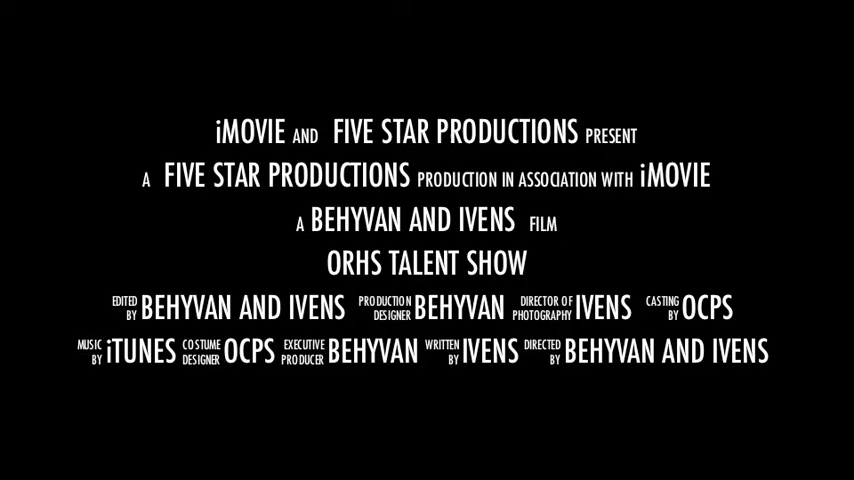 iMOVIE AND FIVE STAR PRODUCTIONS PRESENT
A FIVE STAR PRODUCTIONS PRODUCTION IN ASSOCIATION WITH iMOVIE
A BEHYVAN AND IVENS FILM
ORHS TALENT SHOW
EDITED BY BEHYVAN AND IVENS PRODUCTION DESIGNER BEHYVAN DIRECTOR OF PHOTOGRAPHY IVENS CASTING BY OCPS
MUSIC BY iTUNES COSTUME DESIGNER OCPS EXECUTIVE PRODUCER BEHYVAN WRITTEN BY IVENS DIRECTED BY BEHYVAN AND IVENS